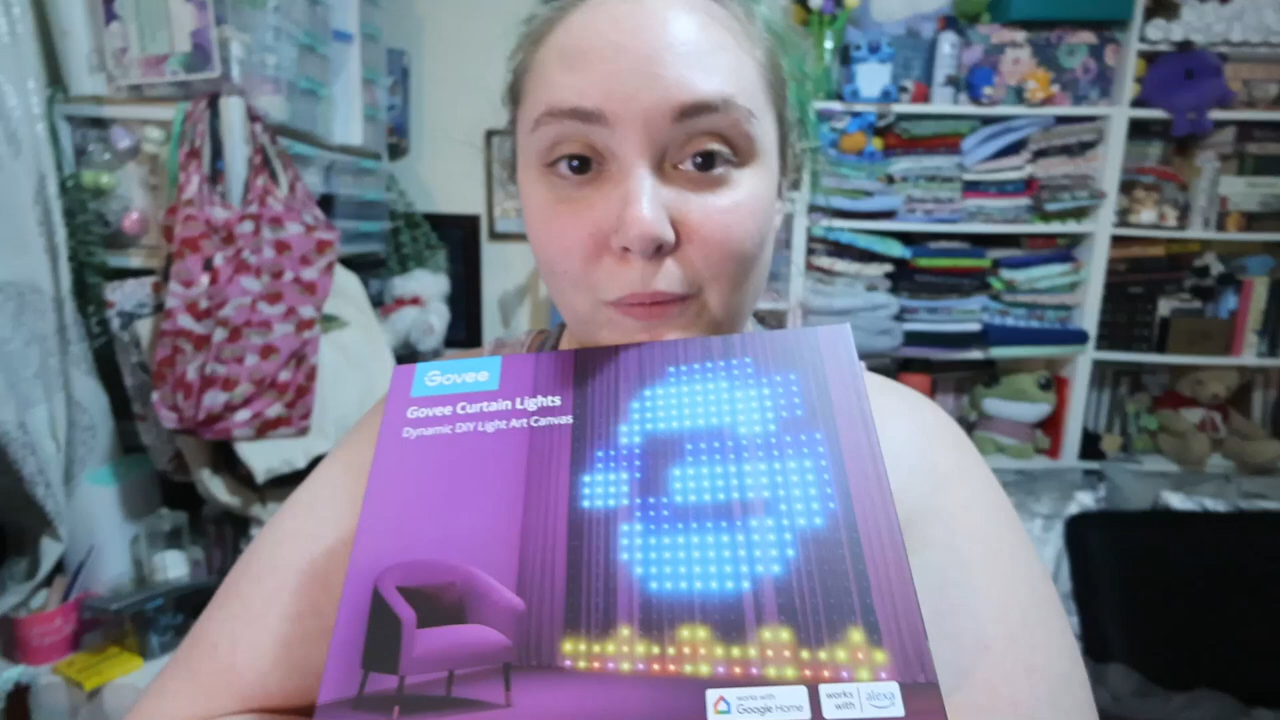 Govee
Govee Curtain Lights
Dynamic DIY Light Art Canvas
works with
Google Home
works
with
alexa